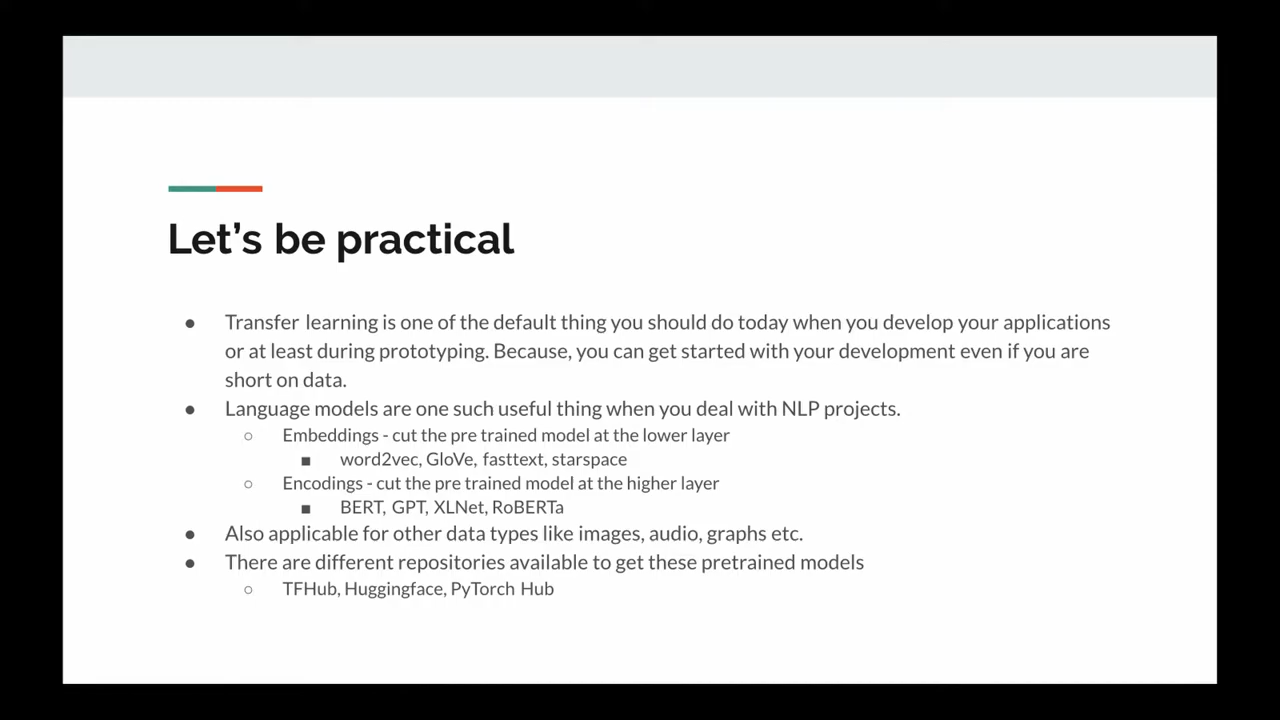 Let's be practical
● Transfer learning is one of the default thing you should do today when you develop your applications
or at least during prototyping. Because, you can get started with your development even if you are
short on data.
● Language models are one such useful thing when you deal with NLP projects.
○ Embeddings - cut the pre trained model at the lower layer
■ word2vec, GloVe, fasttext, starspace
○ Encodings - cut the pre trained model at the higher layer
■ BERT, GPT, XLNet, RoBERTa
● Also applicable for other data types like images, audio, graphs etc.
● There are different repositories available to get these pretrained models
○ TFHub, Huggingface, PyTorch Hub